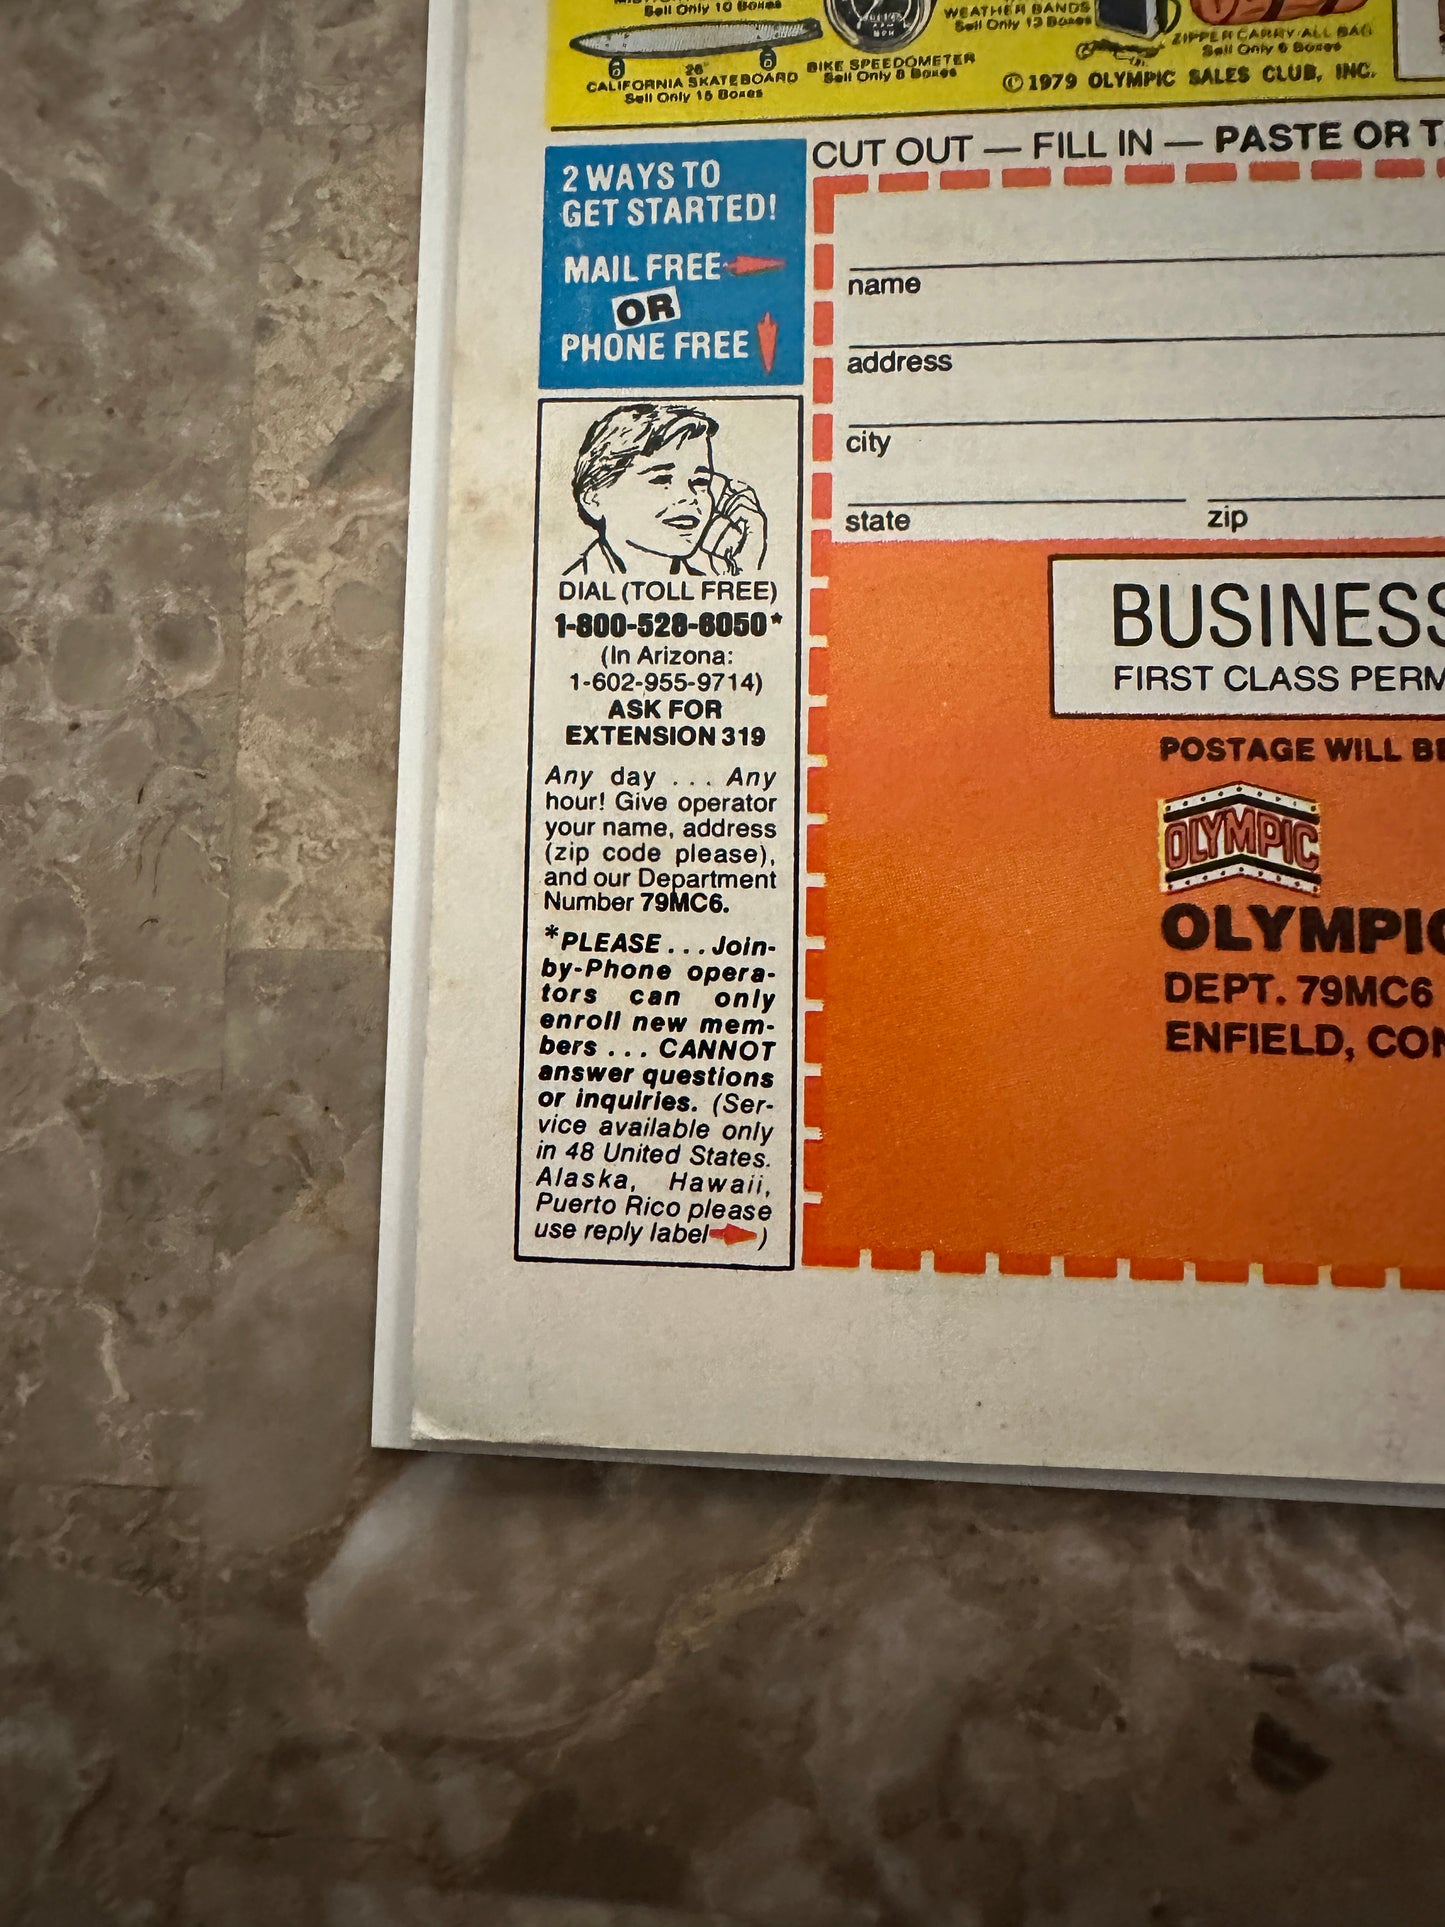 Sell Only 10 Boxes
WEATHER BANDS
Sell Only 13 Boxes
ZIPPER CARRY-ALL BAG
Sell Only 6 Boxes
26"
CALIFORNIA SKATEBOARD
Sell Only 15 Boxes
BIKE SPEEDOMETER
Sell Only 8 Boxes
MPH
©1979 OLYMPIC SALES CLUB, INC.
CUT OUT — FILL IN — PASTE OR
2 WAYS TO
GET STARTED!
MAIL FREE
OR
PHONE FREE
name
address
city
state zip
DIAL (TOLL FREE)
1-800-528-6050*
(In Arizona:
1-602-955-9714)
ASK FOR
EXTENSION 319
Any day . . . Any
hour! Give operator
your name, address
(zip code please),
and our Department
Number 79MC6.
*PLEASE . . . Join-
by-Phone opera-
tors can only
enroll new mem-
bers . . . CANNOT
answer questions
or inquiries. (Ser-
vice available only
in 48 United States.
Alaska, Hawaii,
Puerto Rico please
use reply label )
BUSINESS
FIRST CLASS PERM
POSTAGE WILL BE
OLYMPIC
OLYMPIC
DEPT. 79MC6
ENFIELD, CON